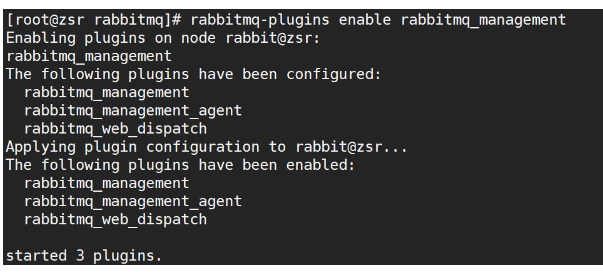 [root@zsr rabbitmq]# rabbitmq-plugins enable rabbitmq_management
Enabling plugins on node rabbit@zsr:
rabbitmq_management
The following plugins have been configured:
  rabbitmq_management
  rabbitmq_management_agent
  rabbitmq_web_dispatch
Applying plugin configuration to rabbit@zsr...
The following plugins have been enabled:
  rabbitmq_management
  rabbitmq_management_agent
  rabbitmq_web_dispatch

started 3 plugins.